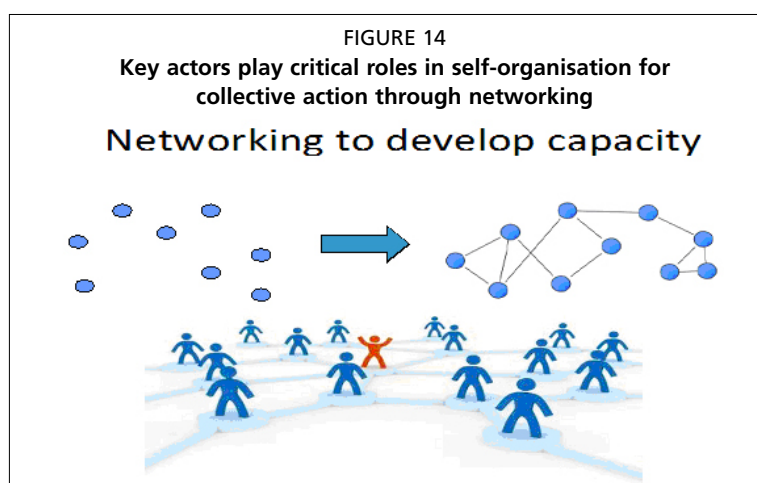 FIGURE 14
Key actors play critical roles in self-organisation for
collective action through networking
Networking to develop capacity